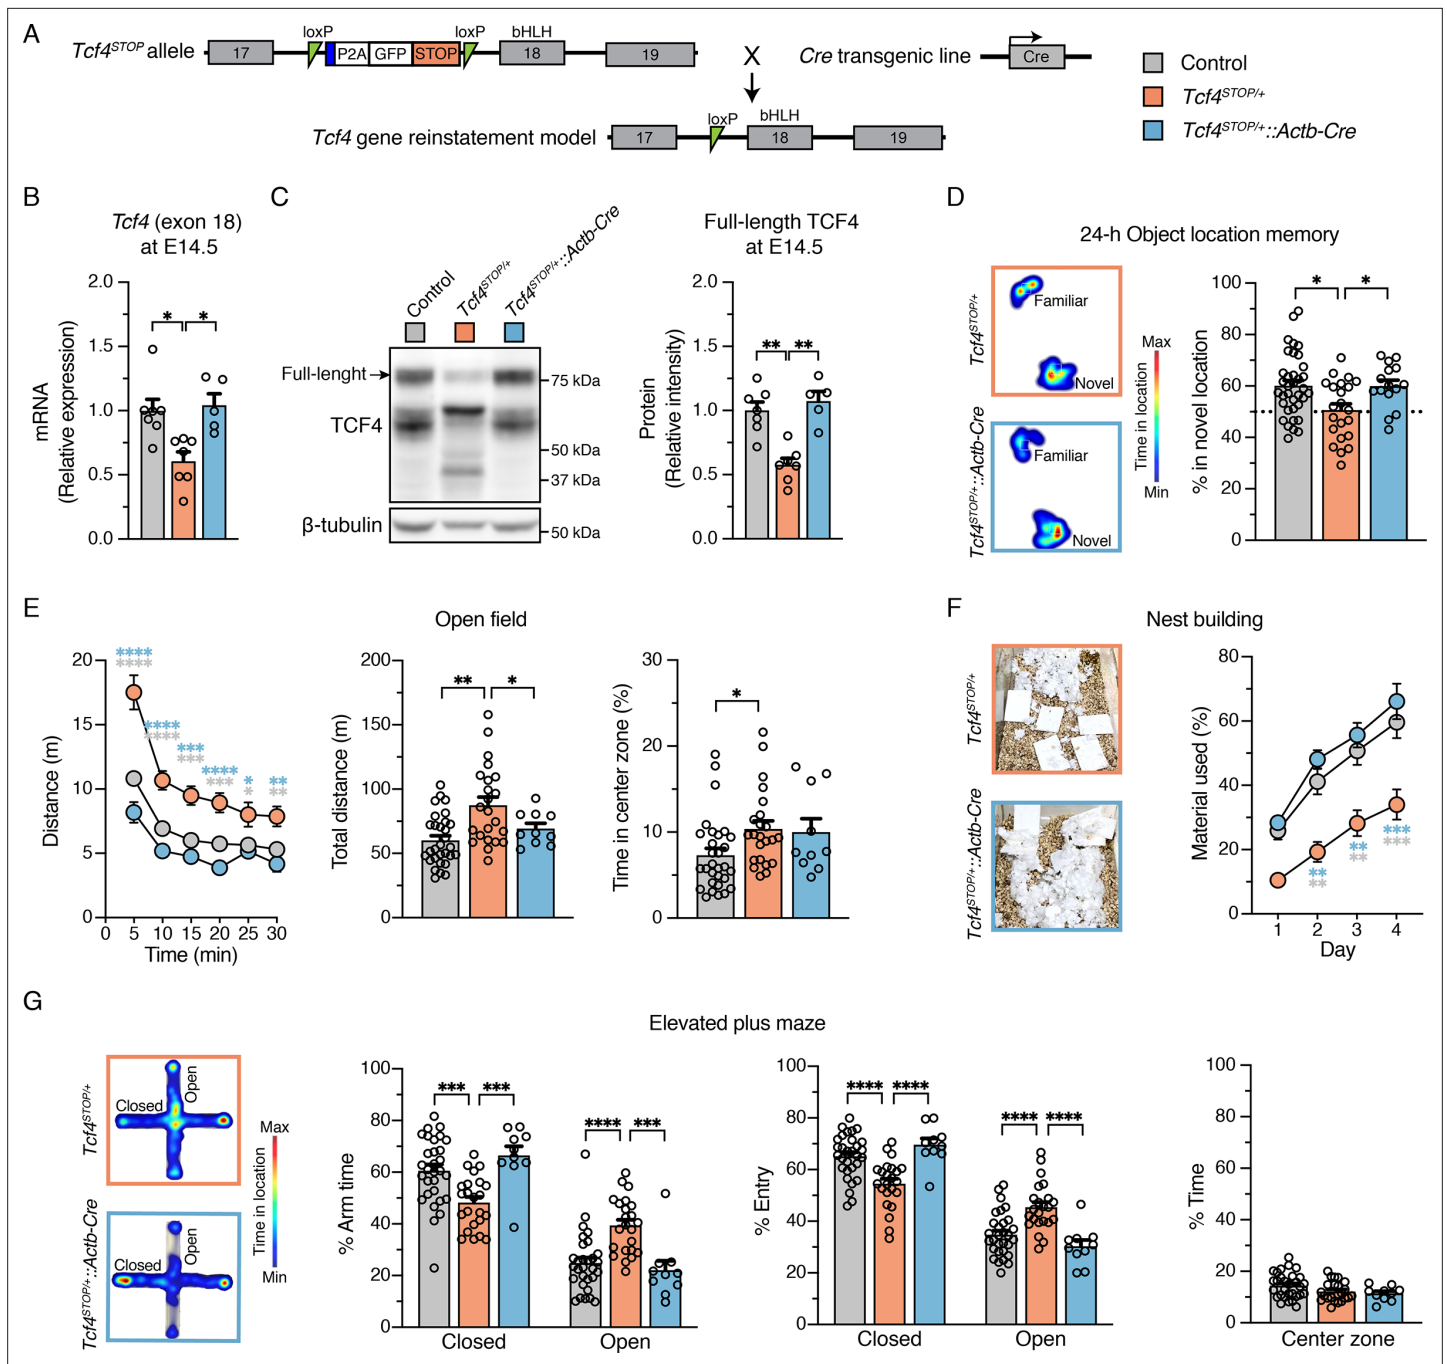 A
Tcf4STOP allele
17
loxP
P2A
GFP
STOP
loxP
bHLH
18
19
X
Cre transgenic line
Cre
Tcf4 gene reinstatement model
17
loxP
bHLH
18
19
Control
Tcf4STOP/+
Tcf4STOP/+::Actb-Cre
B
Tcf4 (exon 18)
at E14.5
mRNA
(Relative expression)
2.0
1.5
1.0
0.5
0.0
* *
C
Control
Tcf4STOP/+
Tcf4STOP/+::Actb-Cre
Full-lenght
TCF4
β-tubulin
75 kDa
50 kDa
37 kDa
50 kDa
Full-length TCF4
at E14.5
Protein
(Relative intensity)
2.0
1.5
1.0
0.5
0.0
** **
D
24-h Object location memory
Tcf4STOP/+
Familiar
Novel
Tcf4STOP/+::Actb-Cre
Familiar
Novel
Max
Time in location
Min
% in novel location
100
80
60
40
20
0
* *
E
Open field
Distance (m)
20
15
10
5
0
0 5 10 15 20 25 30
Time (min)
****
****
****
****
***
***
****
***
*
*
**
**
Total distance (m)
200
150
100
50
0
** *
Time in center zone (%)
30
20
10
0
*
F
Nest building
Tcf4STOP/+
Tcf4STOP/+::Actb-Cre
Material used (%)
80
60
40
20
0
1 2 3 4
Day
**
**
**
**
***
***
G
Elevated plus maze
Tcf4STOP/+
Closed
Open
Tcf4STOP/+::Actb-Cre
Closed
Open
Max
Time in location
Min
% Arm time
100
80
60
40
20
0
*** ***
**** ***
Closed Open
% Entry
100
80
60
40
20
0
**** ****
**** ****
Closed Open
% Time
100
80
60
40
20
0
Center zone